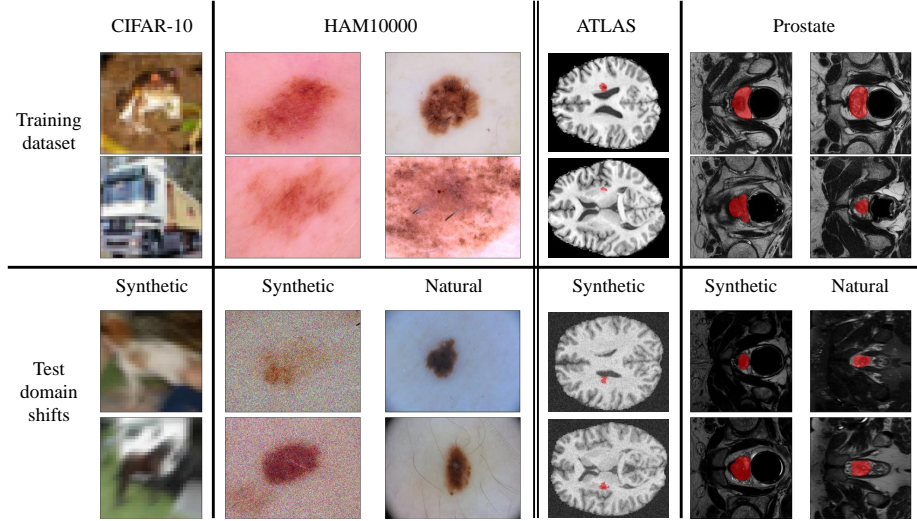 CIFAR-10 HAM10000 ATLAS Prostate
Training
dataset
Synthetic Synthetic Natural Synthetic Synthetic Natural
Test
domain
shifts